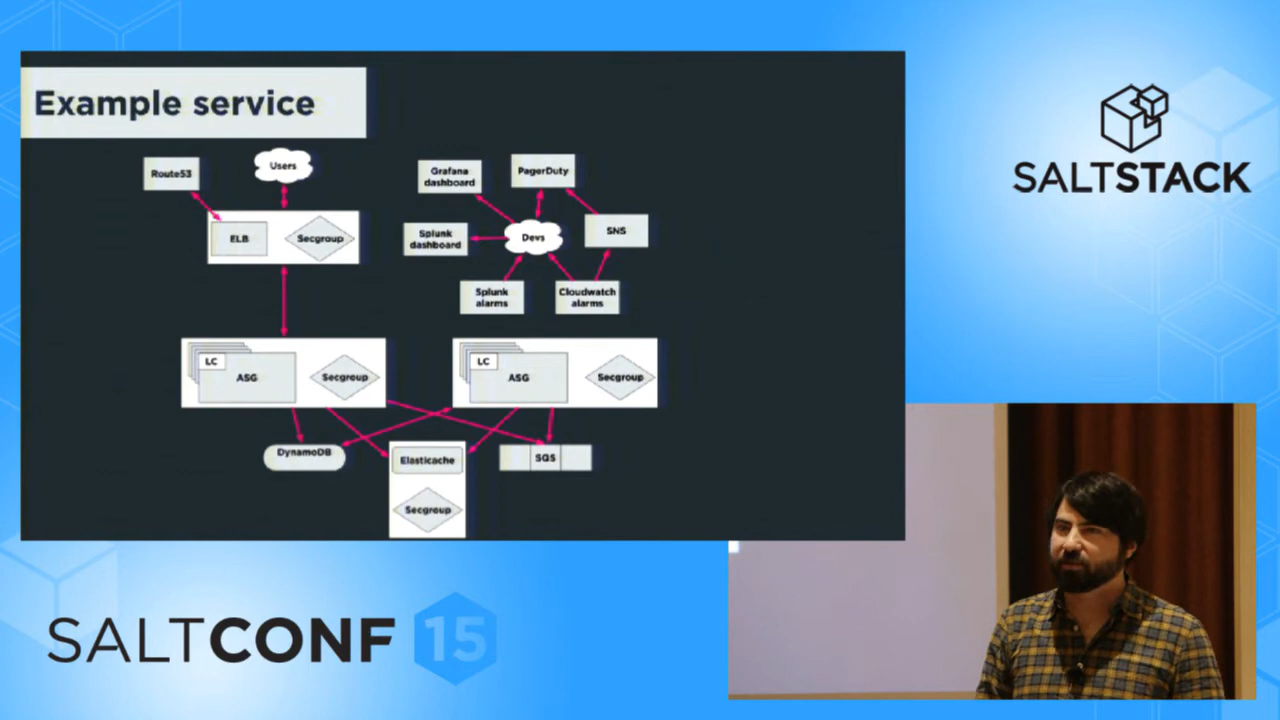 Example service
Route53
Users
ELB
Secgroup
Grafana
dashboard
PagerDuty
Splunk
dashboard
Devs
SNS
Splunk
alarms
Cloudwatch
alarms
LC
ASG
Secgroup
LC
ASG
Secgroup
DynamoDB
Elasticache
SQS
Secgroup
SALTSTACK
SALTCONF 15